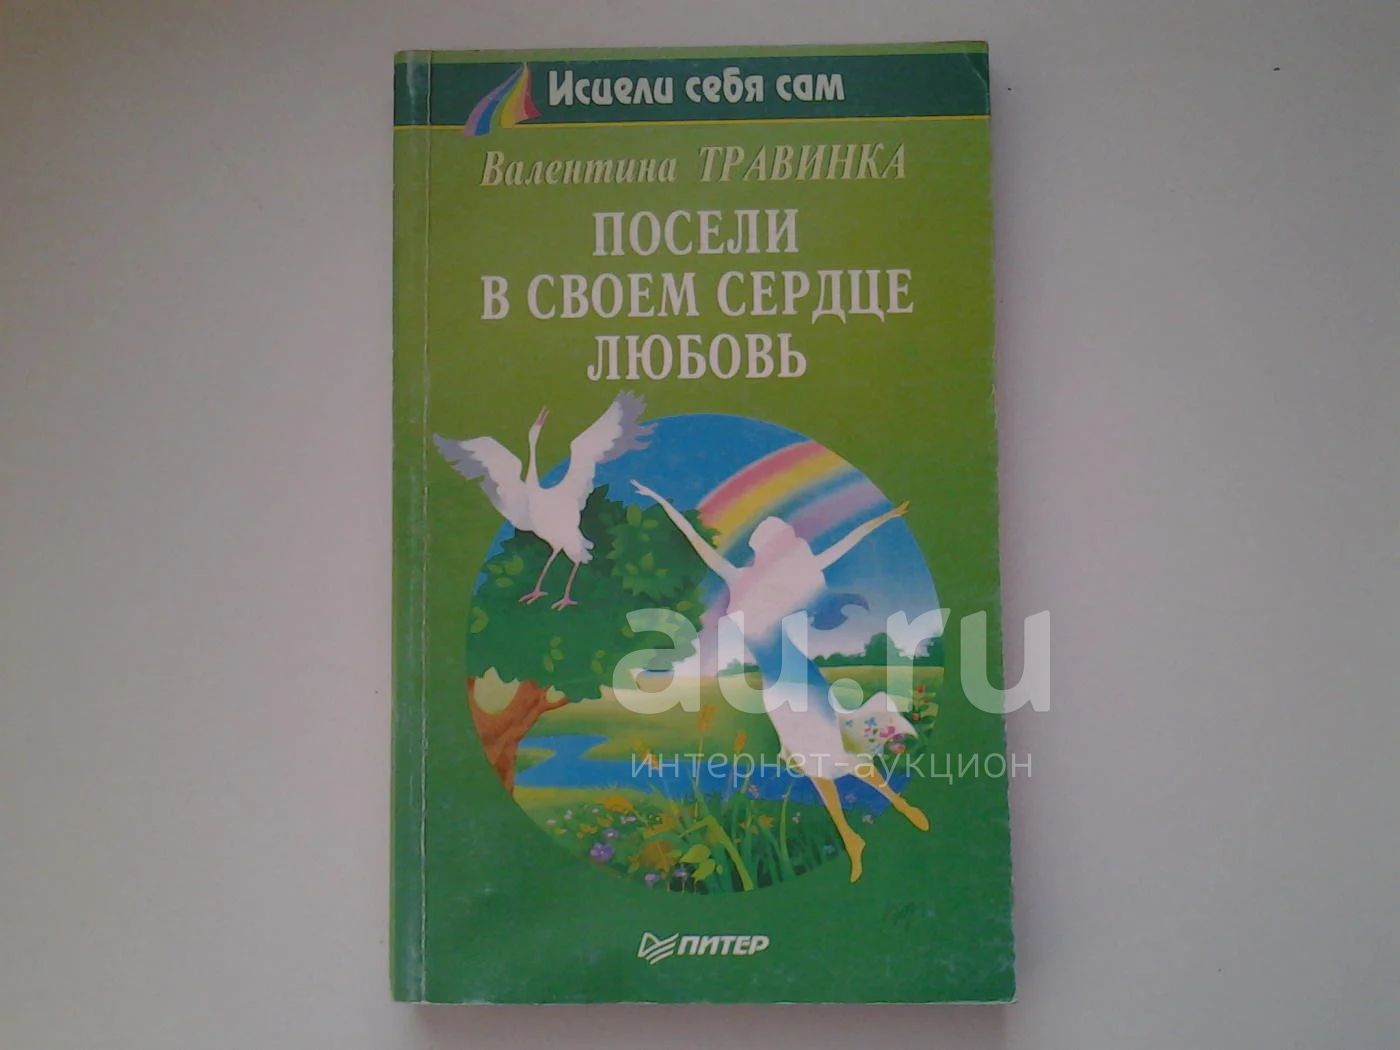 Исцели себя сам
Валентина ТРАВИНКА
ПОСЕЛИ
В СВОЕМ СЕРДЦЕ
ЛЮБОВЬ
au.ru
интернет-аукцион
ПИТЕР